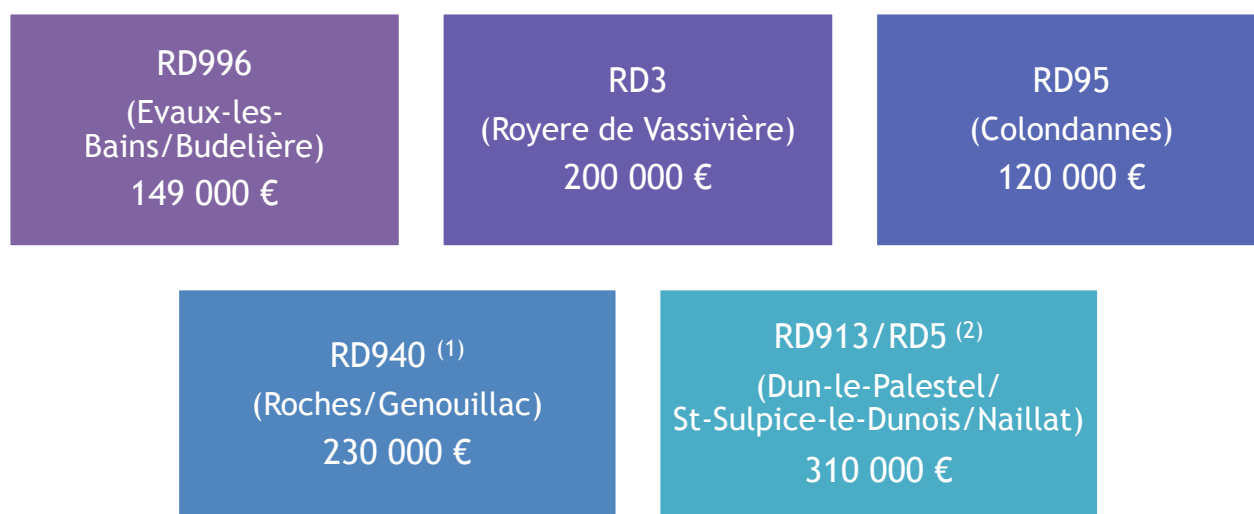 RD996
(Evaux-les-
Bains/Budelière)
149 000 €
RD3
(Royere de Vassivière)
200 000 €
RD95
(Colondannes)
120 000 €
RD940 (1)
(Roches/Genouillac)
230 000 €
RD913/RD5 (2)
(Dun-le-Palestel/
St-Sulpice-le-Dunois/Naillat)
310 000 €